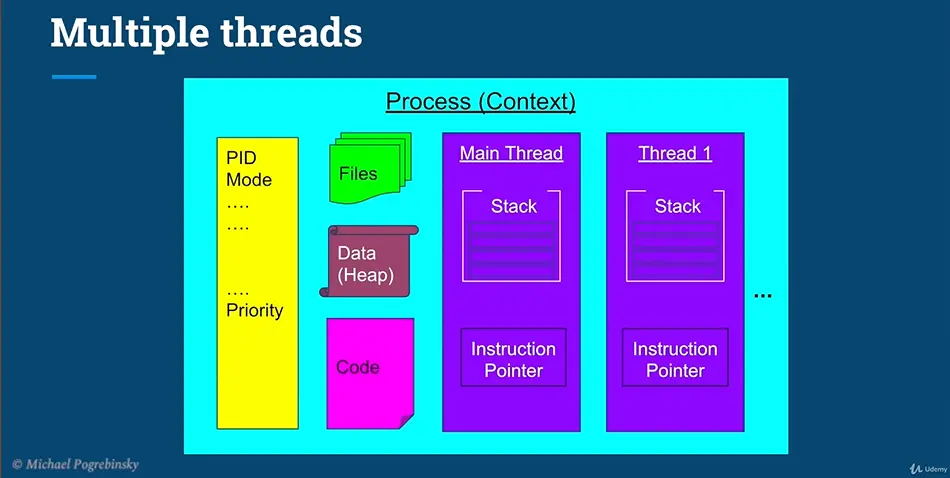 Multiple threads
Process (Context)
PID
Mode
....
....
....
Priority
Files
Data
(Heap)
Code
Main Thread
Stack
Instruction
Pointer
Thread 1
Stack
Instruction
Pointer
...
© Michael Pogrebinsky
Udemy